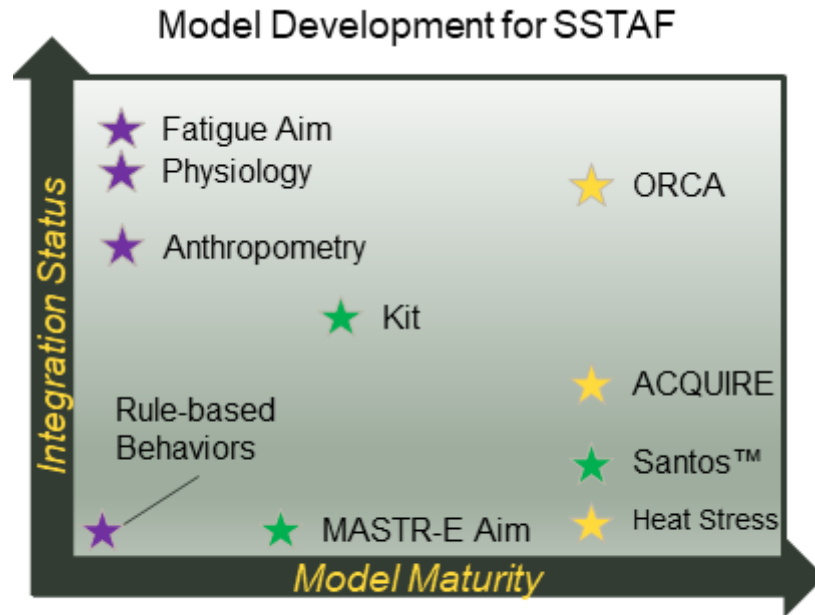 Model Development for SSTAF
Integration Status
Fatigue Aim
Physiology
ORCA
Anthropometry
Kit
ACQUIRE
Rule-based
Behaviors
Santos™
Heat Stress
MASTR-E Aim
Model Maturity